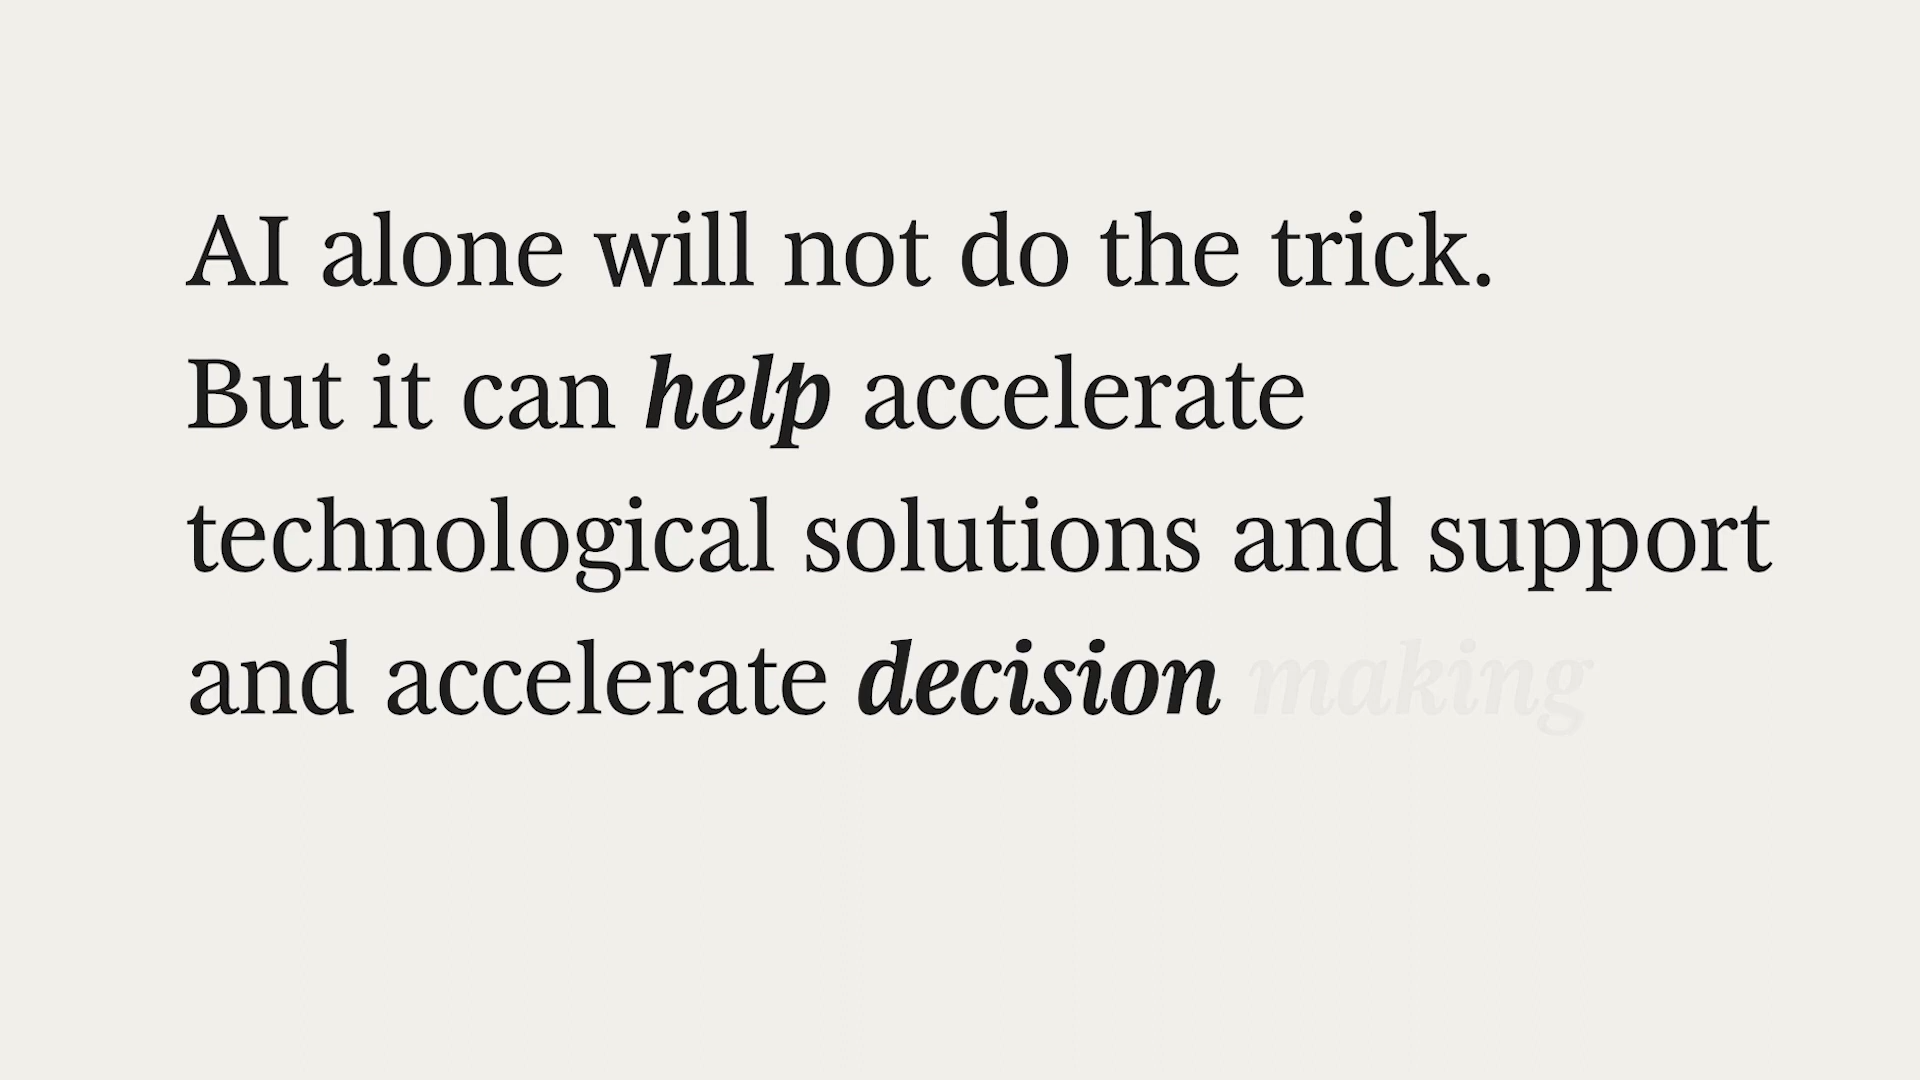 AI alone will not do the trick.
But it can help accelerate
technological solutions and support
and accelerate decision making